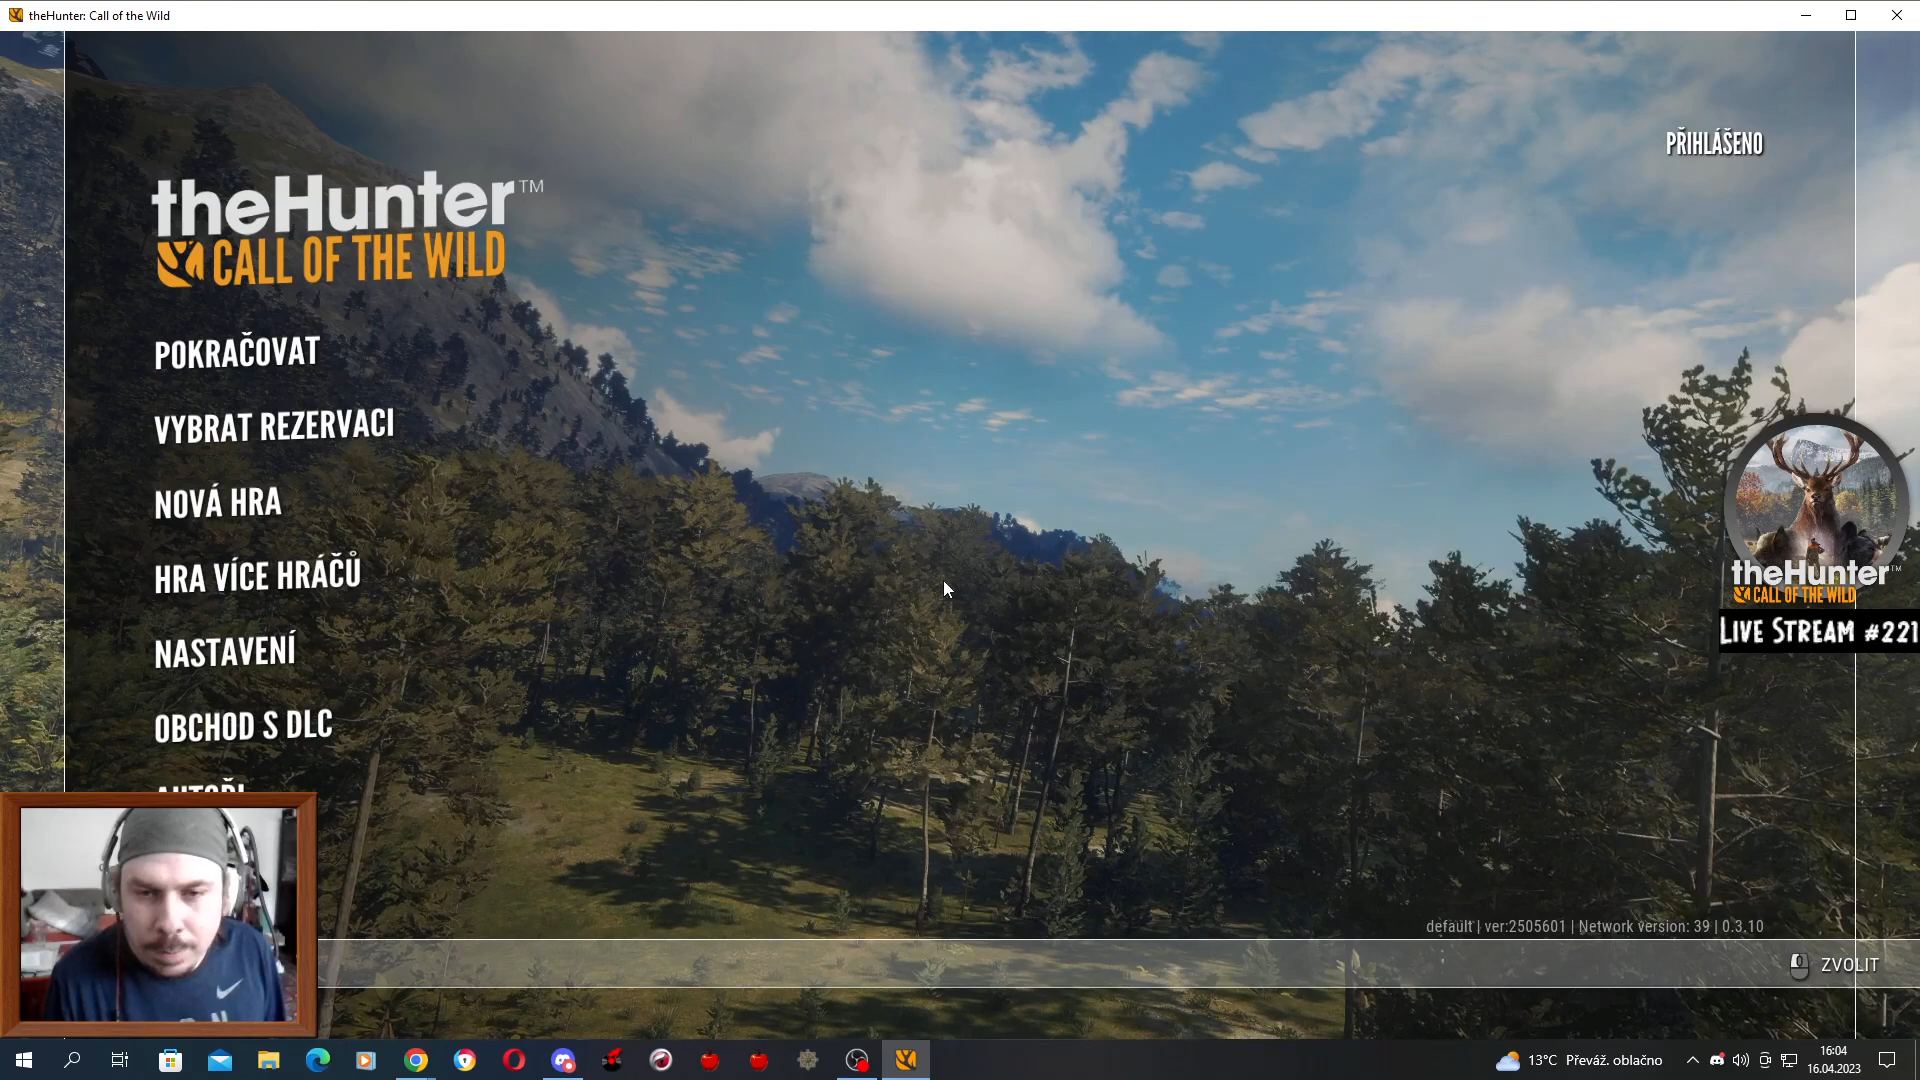 theHunter: Call of the Wild
PŘIHLÁŠENO
theHunter™
CALL OF THE WILD
POKRAČOVAT
VYBRAT REZERVACI
NOVÁ HRA
HRA VÍCE HRÁČŮ
NASTAVENÍ
OBCHOD S DLC
theHunter™
CALL OF THE WILD
LIVE STREAM #221
default | ver:2505601 | Network version: 39 | 0.3.10
ZVOLIT
13°C Převáž. oblačno
16:04
16.04.2023